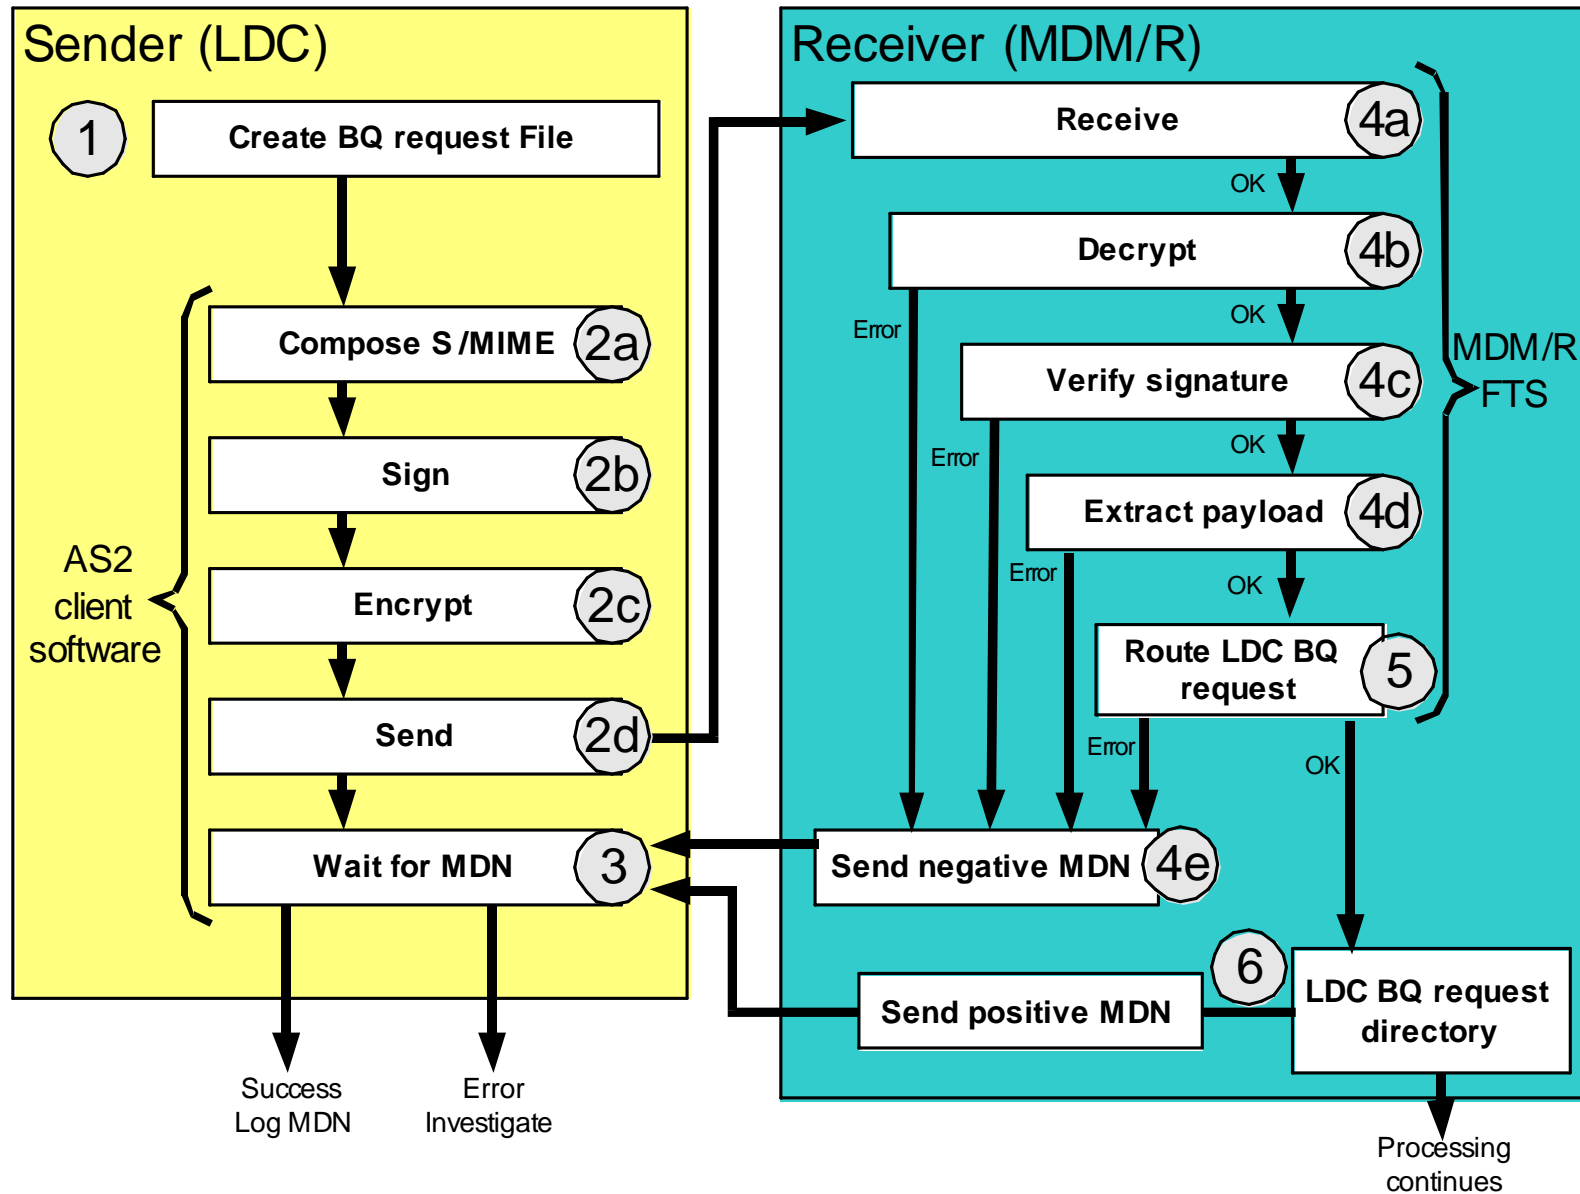 Sender (LDC)
1
Create BQ request File
Compose S/MIME
2a
Sign
2b
AS2
client
software
Encrypt
2c
Send
2d
Wait for MDN
3
Success
Log MDN
Error
Investigate
Receiver (MDM/R)
Receive
4a
OK
Decrypt
4b
Error
OK
Verify signature
4c
MDM/R
FTS
Error
OK
Extract payload
4d
Error
OK
Route LDC BQ
request
5
Error
OK
Send negative MDN
4e
6
Send positive MDN
LDC BQ request
directory
Processing
continues